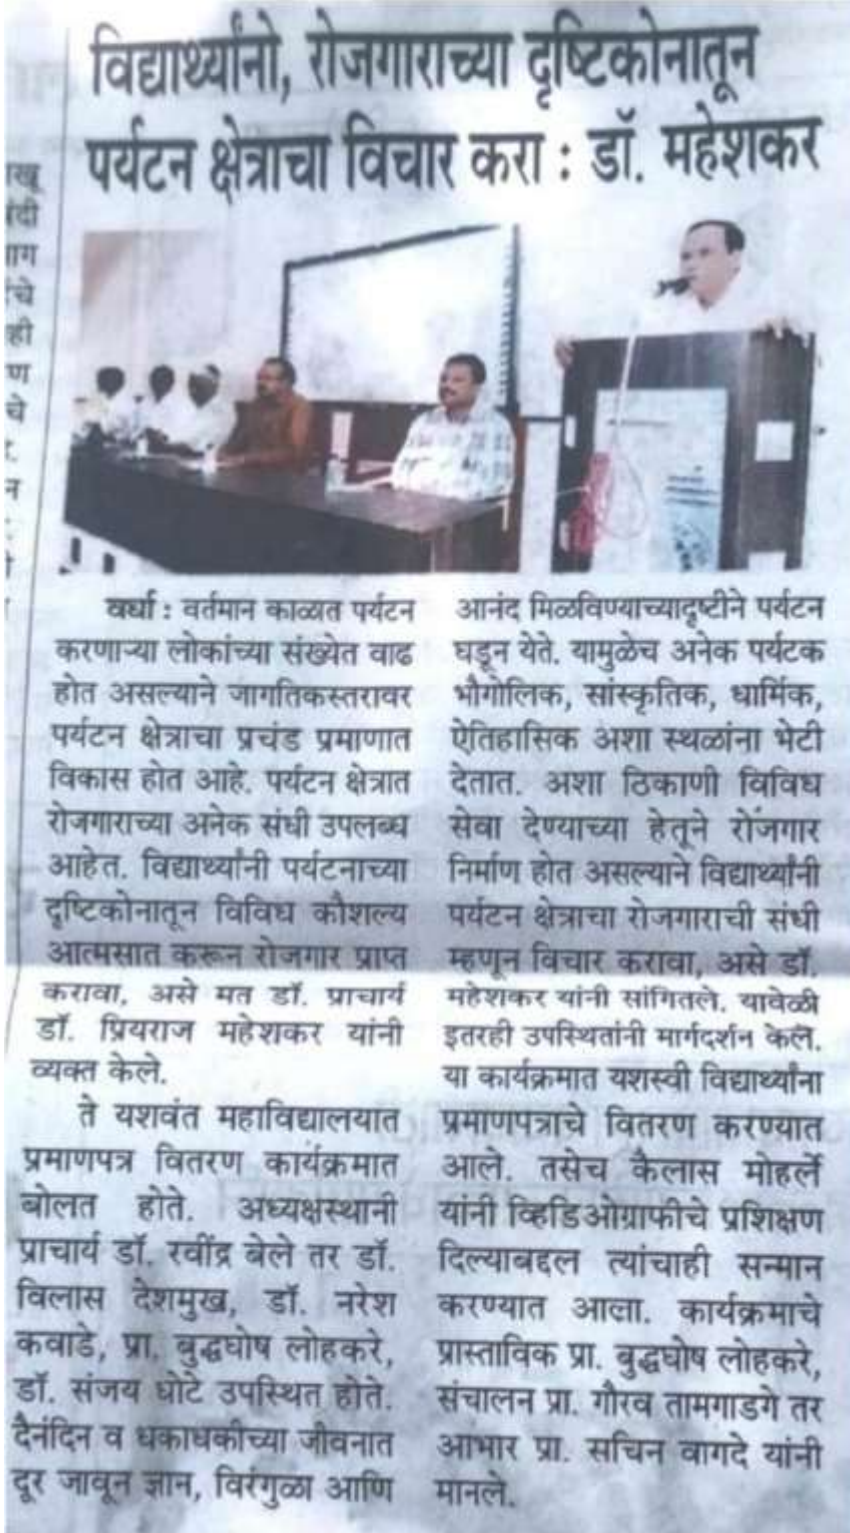 विद्यार्थ्यांनो, रोजगाराच्या दृष्टिकोनातून
पर्यटन क्षेत्राचा विचार करा : डॉ. महेशकर
वर्धा : वर्तमान काळात पर्यटन
करणाऱ्या लोकांच्या संख्येत वाढ
होत असल्याने जागतिकस्तरावर
पर्यटन क्षेत्राचा प्रचंड प्रमाणात
विकास होत आहे. पर्यटन क्षेत्रात
रोजगाराच्या अनेक संधी उपलब्ध
आहेत. विद्यार्थ्यांनी पर्यटनाच्या
दृष्टिकोनातून विविध कौशल्य
आत्मसात करून रोजगार प्राप्त
करावा, असे मत डॉ. प्राचार्य
डॉ. प्रियराज महेशकर यांनी
व्यक्त केले.
ते यशवंत महाविद्यालयात
प्रमाणपत्र वितरण कार्यक्रमात
बोलत होते. अध्यक्षस्थानी
प्राचार्य डॉ. रवींद्र बेले तर डॉ.
विलास देशमुख, डॉ. नरेश
कवाडे, प्रा. बुद्धघोष लोहकरे,
डॉ. संजय धोटे उपस्थित होते.
दैनंदिन व धकाधकीच्या जीवनात
दूर जावून ज्ञान, विरंगुळा आणि
आनंद मिळविण्याच्यादृष्टीने पर्यटन
घडून येते. यामुळेच अनेक पर्यटक
भौगोलिक, सांस्कृतिक, धार्मिक,
ऐतिहासिक अशा स्थळांना भेटी
देतात. अशा ठिकाणी विविध
सेवा देण्याच्या हेतूने रोजगार
निर्माण होत असल्याने विद्यार्थ्यांनी
पर्यटन क्षेत्राचा रोजगाराची संधी
म्हणून विचार करावा, असे डॉ.
महेशकर यांनी सांगितले. यावेळी
इतरही उपस्थितांनी मार्गदर्शन केले.
या कार्यक्रमात यशस्वी विद्यार्थ्यांना
प्रमाणपत्राचे वितरण करण्यात
आले. तसेच कैलास मोहर्ले
यांनी व्हिडिओग्राफीचे प्रशिक्षण
दिल्याबद्दल त्यांचाही सन्मान
करण्यात आला. कार्यक्रमाचे
प्रास्ताविक प्रा. बुद्धघोष लोहकरे,
संचालन प्रा. गौरव तामगाडगे तर
आभार प्रा. सचिन वागदे यांनी
मानले.